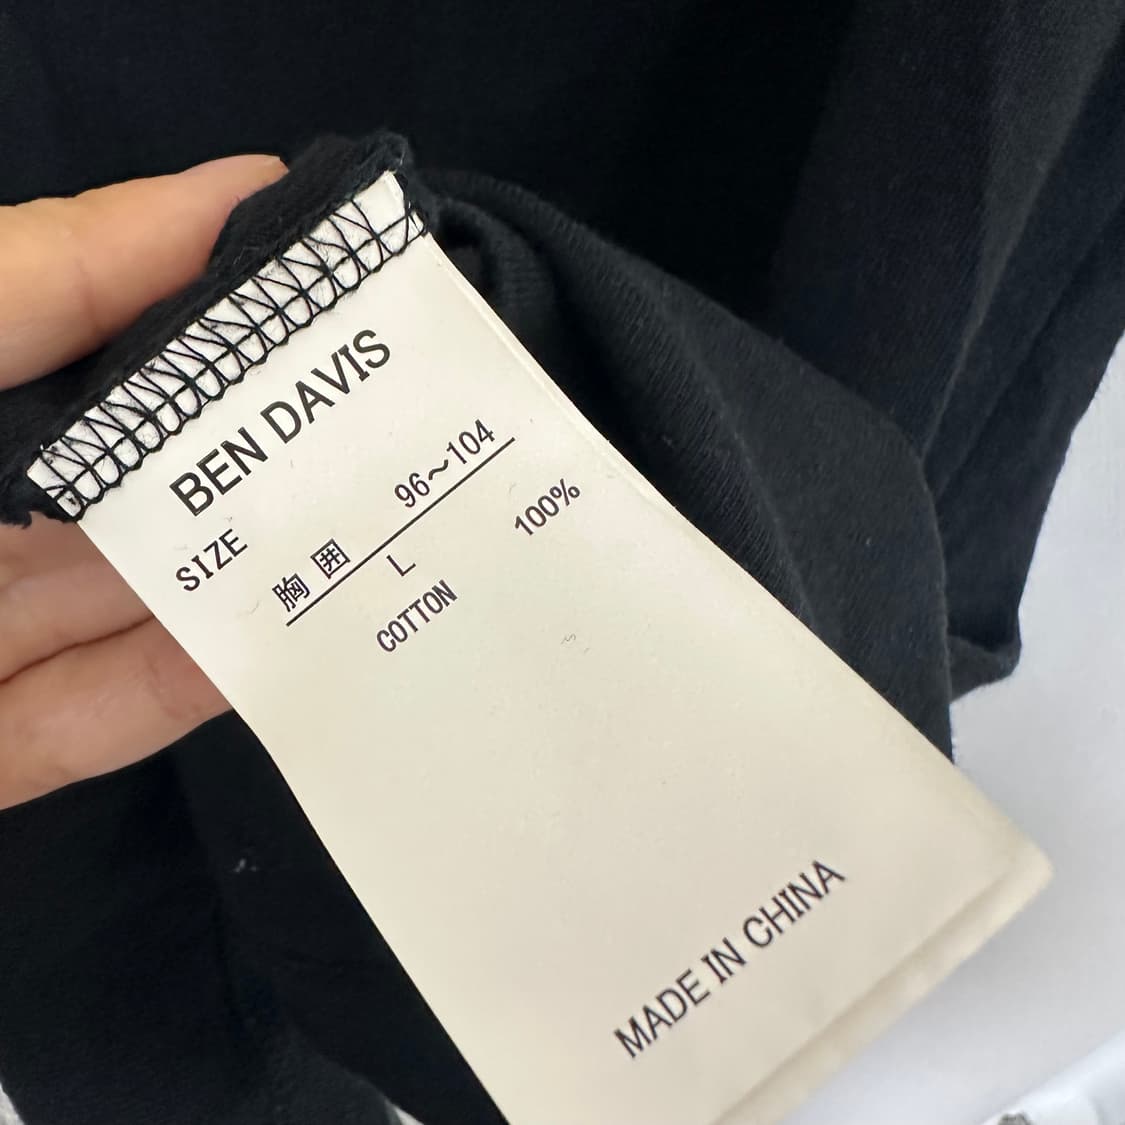 BEN DAVIS
SIZE
胸囲 96～104
L
COTTON 100%
MADE IN CHINA